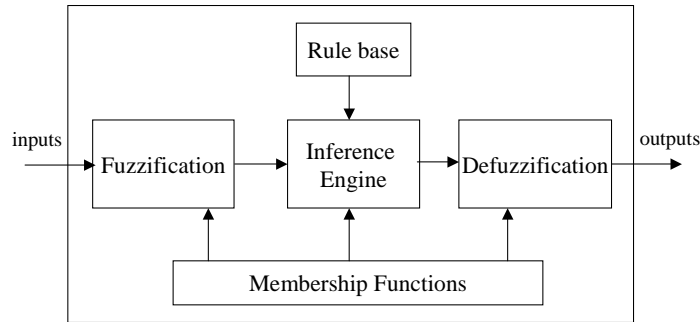 Rule base
inputs
outputs
Fuzzification
Inference
Engine
Defuzzification
Membership Functions